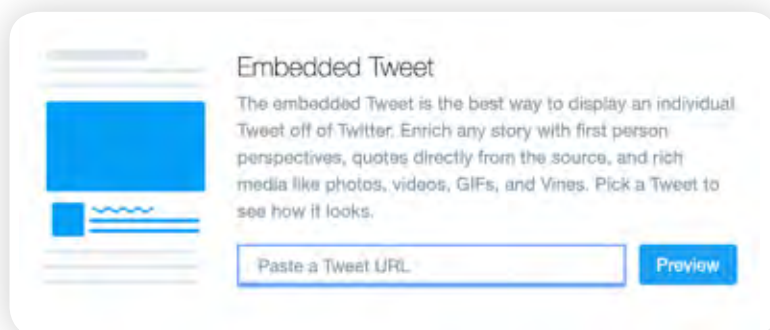 Embedded Tweet
The embedded Tweet is the best way to display an individual
Tweet off of Twitter. Enrich any story with first person
perspectives, quotes directly from the source, and rich
media like photos, videos, GIFs, and Vines. Pick a Tweet to
see how it looks.
Paste a Tweet URL
Preview